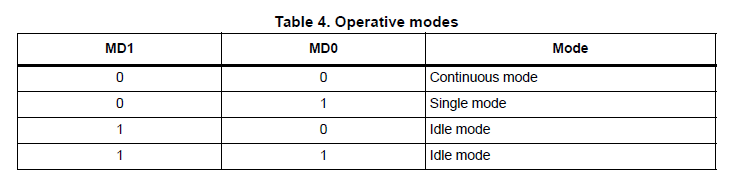 Table 4. Operative modes
MD1 MD0 Mode
0 0 Continuous mode
0 1 Single mode
1 0 Idle mode
1 1 Idle mode